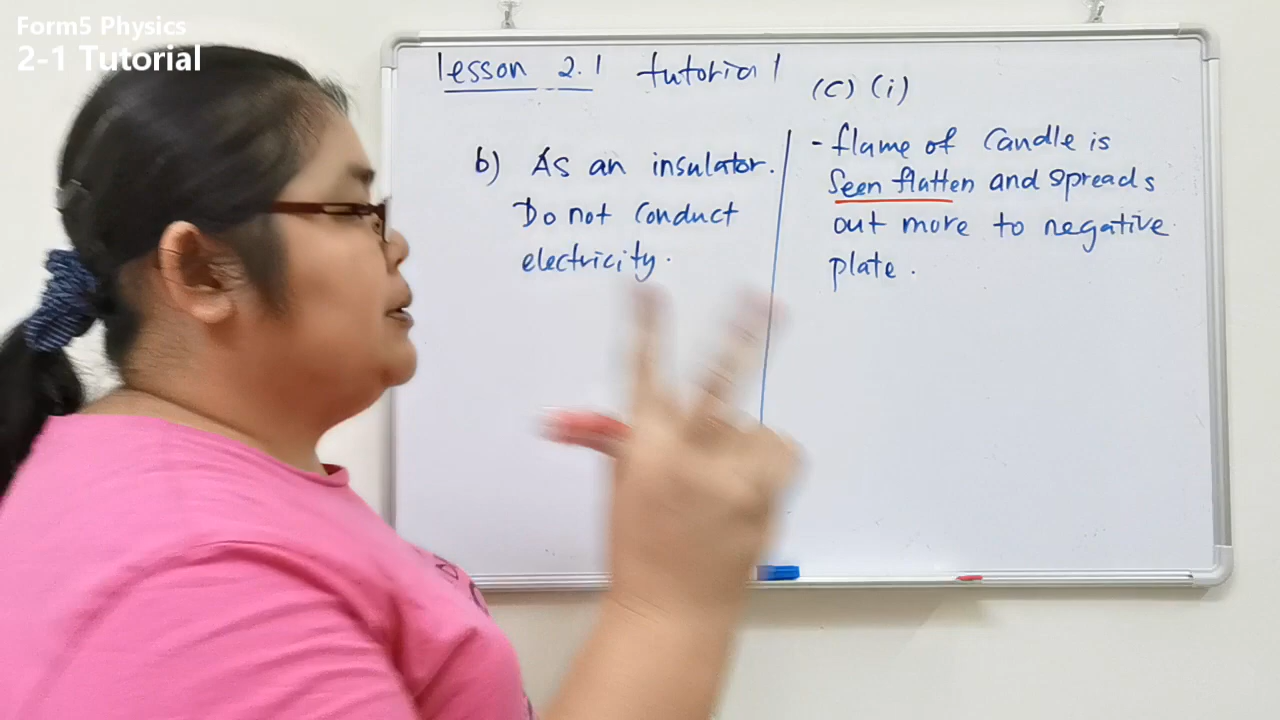 Form5 Physics
2-1 Tutorial
lesson 2.1 tutorial
b) As an insulator.
Do not conduct
electricity.
(c) (i)
- flame of candle is
seen flatten and spreads
out more to negative
plate.